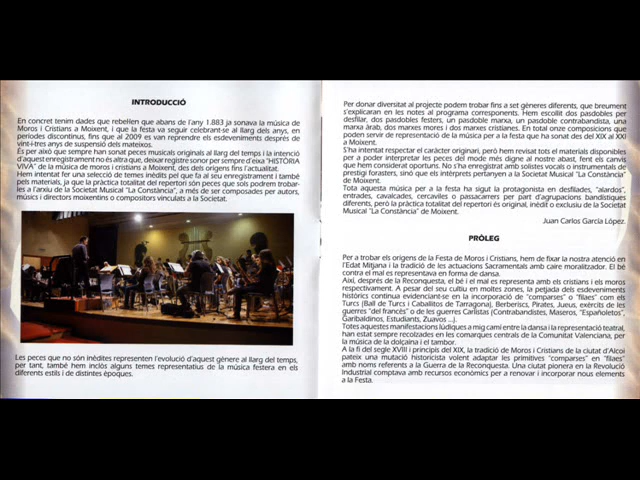 INTRODUCCIÓ
En concret tenim dades que rebel·len que abans de l'any 1.883 ja sonava la música de
Moros i Cristians a Moixent, i que la festa va seguir celebrant-se al llarg dels anys, en
períodes discontinus, fins que al 2009 es van reprendre els esdeveniments després de
vint-i-tres anys de suspensió dels mateixos.
És per això que sempre han sonat peces musicals originals al llarg del temps i la intenció
d'aquest enregistrament no és altra que, deixar registre sonor per sempre d'eixa "HISTÒRIA
VIVA" de la música de moros i cristians a Moixent, des dels orígens fins l'actualitat.
Hem intentat fer una selecció de temes inèdits pel que fa al seu enregistrament i també
pels materials, ja que la pràctica totalitat del repertori són peces que sols podrem trobar-
les a l'arxiu de la Societat Musical "La Constància", a més de ser composades per autors,
músics i directors moixentins o compositors vinculats a la Societat.
Les peces que no són inèdites representen l'evolució d'aquest gènere al llarg del temps,
per tant, també hem inclòs alguns temes representatius de la música festera en els
diferents estils i de distintes èpoques.
Per donar diversitat al projecte podem trobar fins a set gèneres diferents, que breument
s'explicaran en les notes al programa corresponents. Hem escollit dos pasdobles per
desfilar, dos pasdobles festers, un pasdoble marxa, un pasdoble contrabandista, una
marxa àrab, dos marxes mores i dos marxes cristianes. En total onze composicions que
poden servir de representació de la música per a la festa que ha sonat des del XIX al XXI
a Moixent.
S'ha intentat respectar el caràcter originari, però hem revisat tots el materials disponibles
per a poder interpretar les peces del mode més digne al nostre abast, fent els canvis
que hem considerat oportuns. No s'ha enregistrat amb solistes vocals o instrumentals de
prestigi forasters, sinó que els intèrprets pertanyen a la Societat Musical "La Constància"
de Moixent.
Tota aquesta música per a la festa ha sigut la protagonista en desfilades, "alardos",
entrades, cavalcades, cercaviles o passacarrers per part d'agrupacions bandístiques
diferents, però la pràctica totalitat del repertori és original, inèdit o exclusiu de la Societat
Musical "La Constància" de Moixent.
Juan Carlos García López.
PRÒLEG
Per a trobar els orígens de la Festa de Moros i Cristians, hem de fixar la nostra atenció en
l'Edat Mitjana i la tradició de les actuacions Sacramentals amb caire moralitzador. El bé
contra el mal es representava en forma de dansa.
Així, després de la Reconquesta, el bé i el mal es representa amb els cristians i els moros
respectivament. A pesar del seu cultiu en moltes zones, la petjada dels esdeveniments
històrics continua evidenciant-se en la incorporació de "comparses" o "filaes" com els
Turcs (Ball de Turcs i Caballitos de Tarragona), Berberiscs, Pirates, Jueus, exèrcits de les
guerres "del francés" o de les guerres Carlistas (Contrabandistes, Maseros, "Españoletos",
Garibaldinos, Estudiants, Zuavos ...).
Totes aquestes manifestacions lúdiques a mig camí entre la dansa i la representació teatral,
han estat sempre recolzades en les comarques centrals de la Comunitat Valenciana, per
la música de la dolçaina i el tambor.
A la fi del segle XVIII i principis del XIX, la tradició de Moros i Cristians de la ciutat d'Alcoi
pateix una mutació historicista volent adaptar les primitives "comparses" en "filaes"
amb noms referents a la Guerra de la Reconquesta. Una ciutat pionera en la Revolució
Industrial comptava amb recursos econòmics per a renovar i incorporar nous elements
a la Festa.